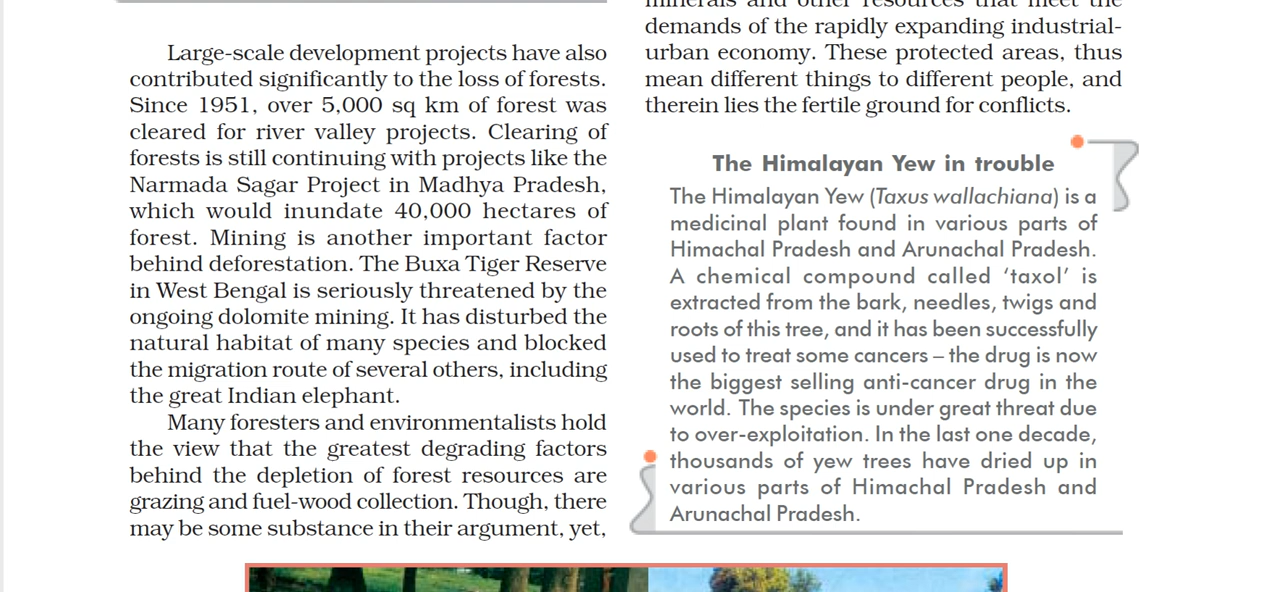 Large-scale development projects have also
contributed significantly to the loss of forests.
Since 1951, over 5,000 sq km of forest was
cleared for river valley projects. Clearing of
forests is still continuing with projects like the
Narmada Sagar Project in Madhya Pradesh,
which would inundate 40,000 hectares of
forest. Mining is another important factor
behind deforestation. The Buxa Tiger Reserve
in West Bengal is seriously threatened by the
ongoing dolomite mining. It has disturbed the
natural habitat of many species and blocked
the migration route of several others, including
the great Indian elephant.
Many foresters and environmentalists hold
the view that the greatest degrading factors
behind the depletion of forest resources are
grazing and fuel-wood collection. Though, there
may be some substance in their argument, yet,
minerals and other resources that meet the
demands of the rapidly expanding industrial-
urban economy. These protected areas, thus
mean different things to different people, and
therein lies the fertile ground for conflicts.
The Himalayan Yew in trouble
The Himalayan Yew (Taxus wallachiana) is a
medicinal plant found in various parts of
Himachal Pradesh and Arunachal Pradesh.
A chemical compound called ‘taxol’ is
extracted from the bark, needles, twigs and
roots of this tree, and it has been successfully
used to treat some cancers – the drug is now
the biggest selling anti-cancer drug in the
world. The species is under great threat due
to over-exploitation. In the last one decade,
thousands of yew trees have dried up in
various parts of Himachal Pradesh and
Arunachal Pradesh.